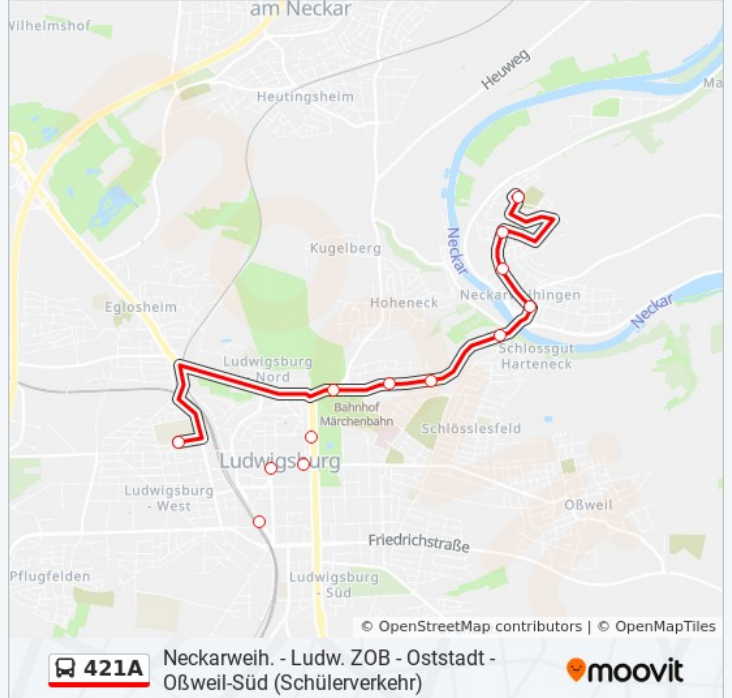 am Neckar
Wilhelmshof
Heuweg
Ma
Heutingsheim
Neckar
Kugelberg
Eglosheim
Hoheneck
Neckarweihingen
Neckar
Schlossgut
Harteneck
Ludwigsburg
Nord
Bahnhof
Märchenbahn
Schlösslesfeld
Ludwigsburg
Ludwigsburg
- West
Oßweil
Friedrichstraße
Pflugfelden
Ludwigsburg
- Süd
© OpenStreetMap contributors | © OpenMapTiles
421A
Neckarweih. - Ludw. ZOB - Oststadt -
Oßweil-Süd (Schülerverkehr)
moovit